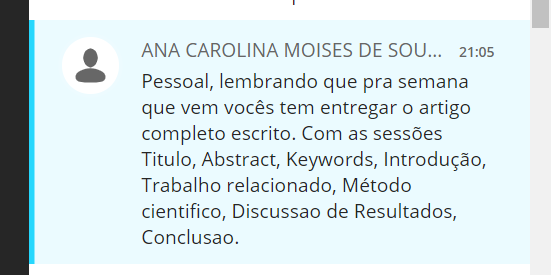 ANA CAROLINA MOISES DE SOU... 21:05
Pessoal, lembrando que pra semana
que vem vocês tem entregar o artigo
completo escrito. Com as sessões
Titulo, Abstract, Keywords, Introdução,
Trabalho relacionado, Método
cientifico, Discussao de Resultados,
Conclusao.